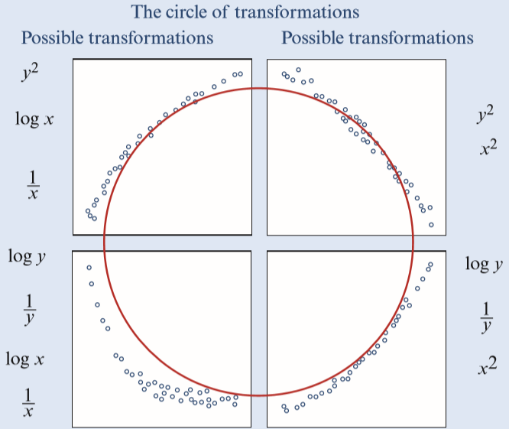 The circle of transformations
Possible transformations
Possible transformations
y²
log x
1/x
y²
x²
log y
1/y
log x
1/x
log y
1/y
x²